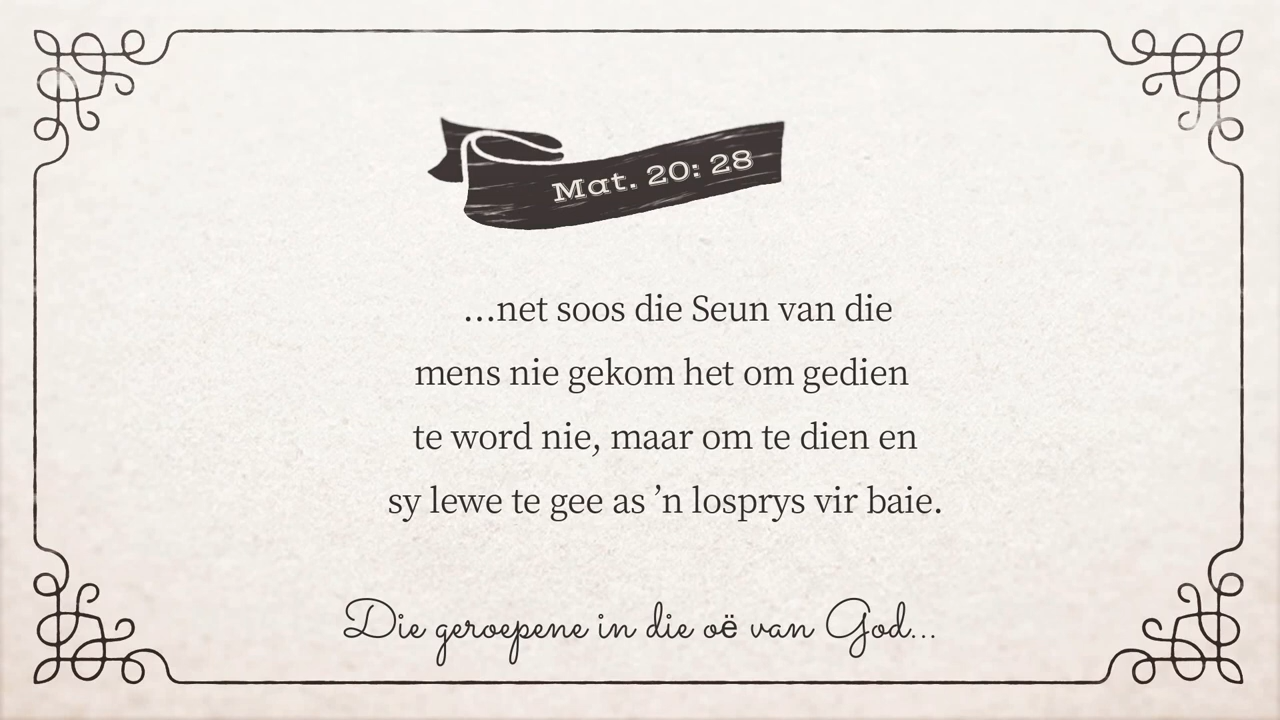 Mat. 20: 28
...net soos die Seun van die
mens nie gekom het om gedien
te word nie, maar om te dien en
sy lewe te gee as ’n losprys vir baie.
Die geroepene in die oë van God...